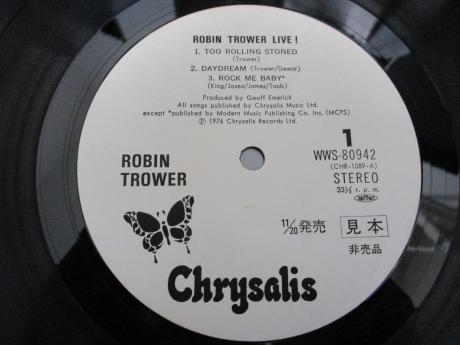 ROBIN TROWER LIVE!
1. TOO ROLLING STONED
(Trower)
2. DAYDREAM (Trower/Dewar)
3. ROCK ME BABY*
(King/Josea/James/Taub)
Produced by Geoff Emerick
All songs published by Chrysalis Music Ltd.
except *published by Modern Music Publishing Co. Inc. (MCPS)
Ⓟ 1976 Chrysalis Records Ltd.
1
WWS-80942
(CHR-1089-A)
STEREO
33⅓ r. p. m.
ROBIN
TROWER
11/20発売
見本
非売品
Chrysalis